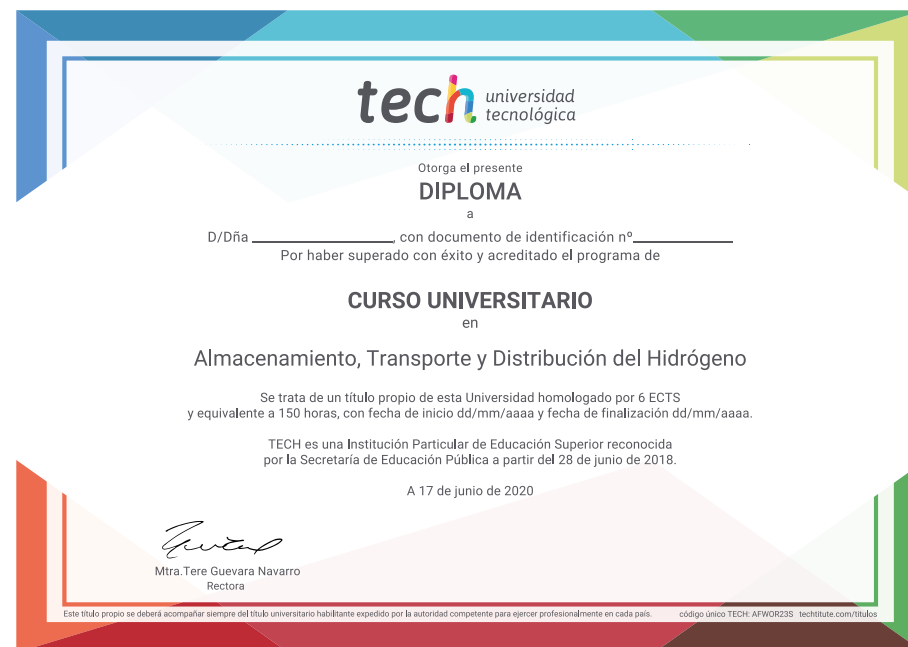 tech universidad
tecnológica
Otorga el presente
DIPLOMA
a
D/Dña ____________________, con documento de identificación nº______________
Por haber superado con éxito y acreditado el programa de
CURSO UNIVERSITARIO
en
Almacenamiento, Transporte y Distribución del Hidrógeno
Se trata de un título propio de esta Universidad homologado por 6 ECTS
y equivalente a 150 horas, con fecha de inicio dd/mm/aaaa y fecha de finalización dd/mm/aaaa.
TECH es una Institución Particular de Educación Superior reconocida
por la Secretaría de Educación Pública a partir del 28 de junio de 2018.
A 17 de junio de 2020
Mtra.Tere Guevara Navarro
Rectora
Este título propio se deberá acompañar siempre del título universitario habilitante expedido por la autoridad competente para ejercer profesionalmente en cada país. código único TECH: AFWOR23S techtitute.com/titulos